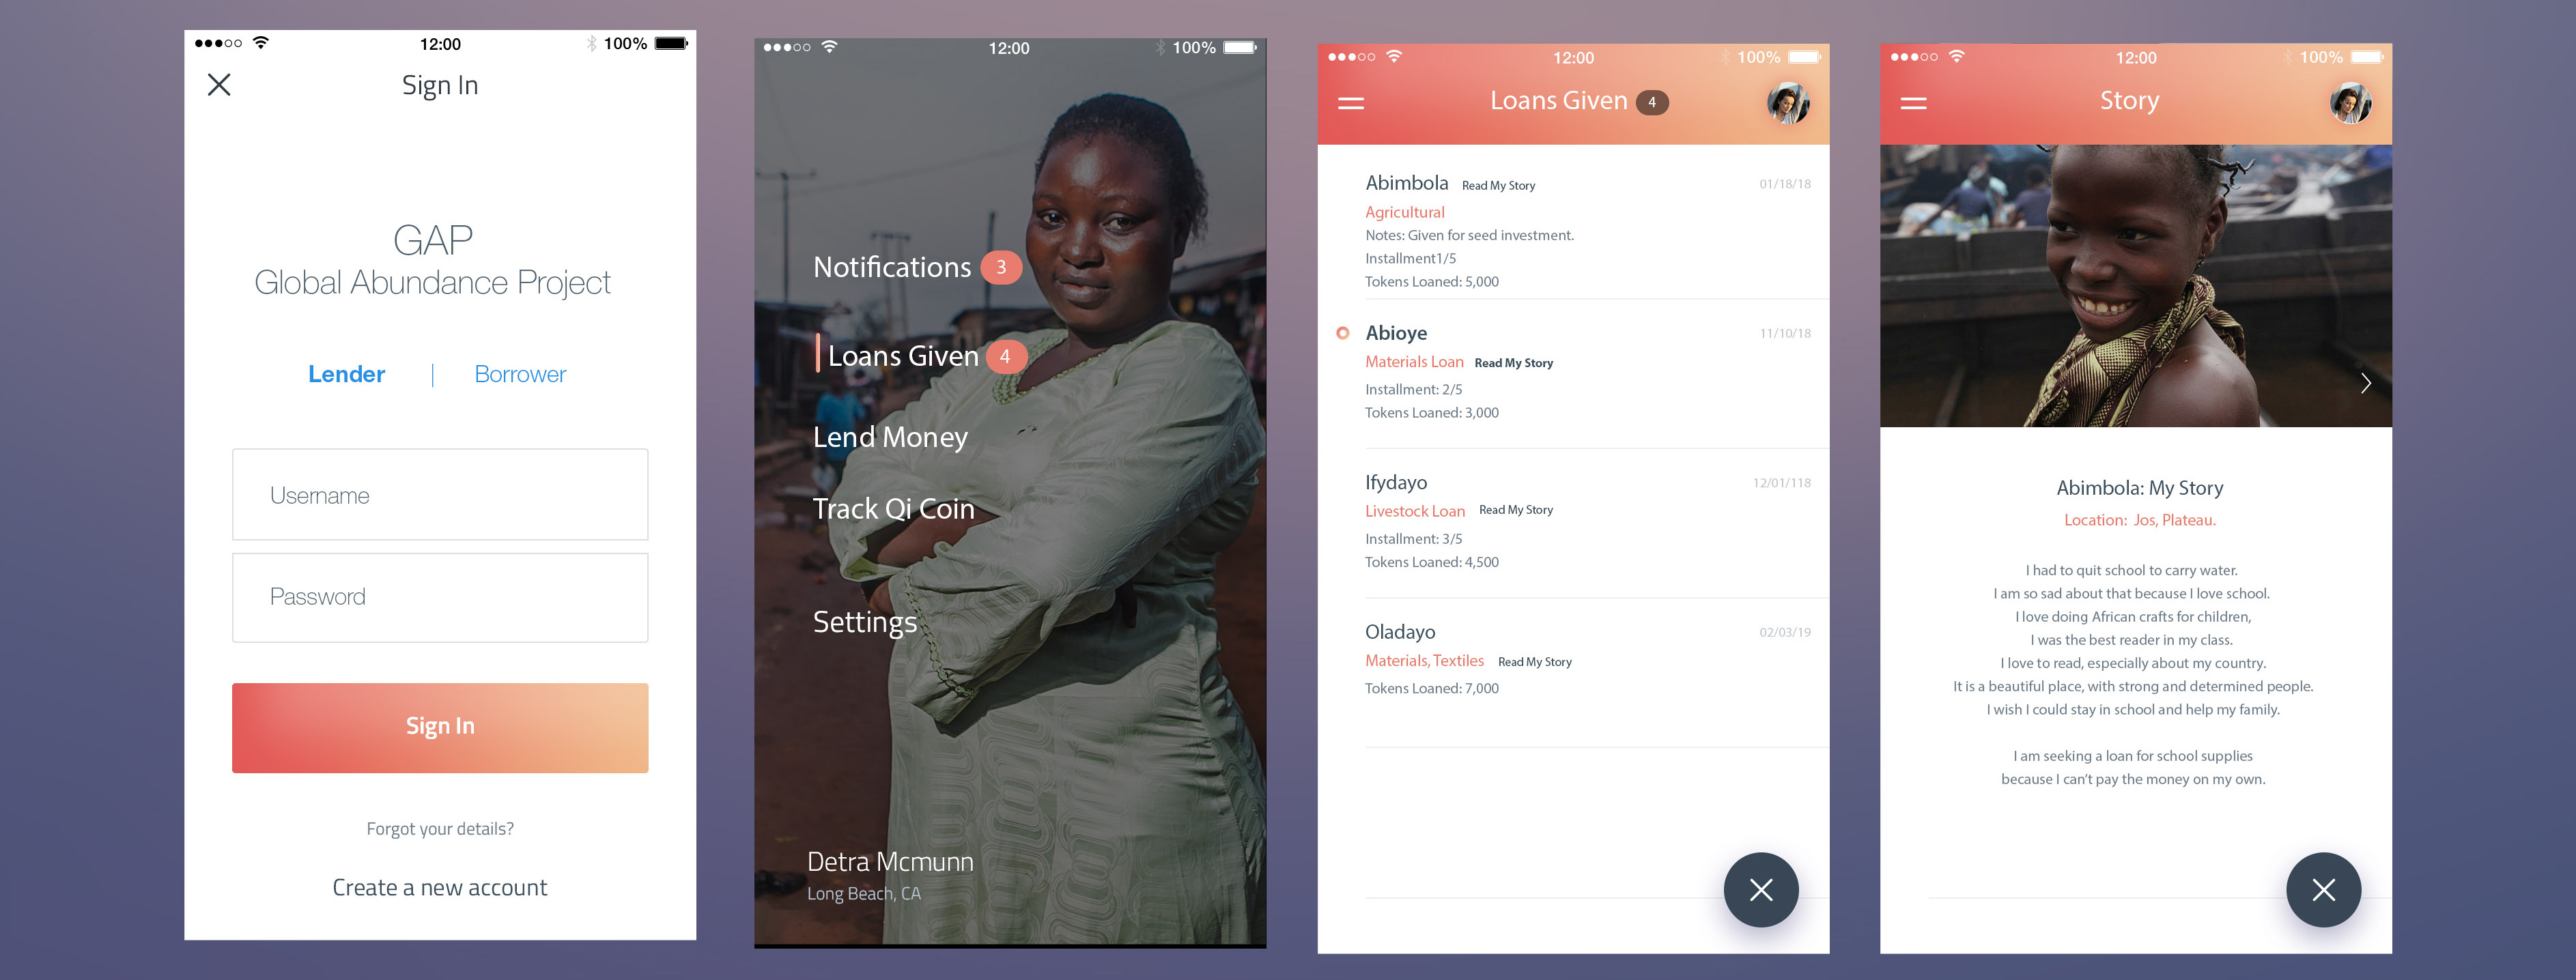 12:00
100%
Sign In
GAP
Global Abundance Project
Lender | Borrower
Username
Password
Sign In
Forgot your details?
Create a new account
12:00
100%
Notifications 3
Loans Given 4
Lend Money
Track Qi Coin
Settings
Detra Mcmunn
Long Beach, CA
12:00
100%
Loans Given 4
Abimbola Read My Story 01/18/18
Agricultural
Notes: Given for seed investment.
Installment1/5
Tokens Loaned: 5,000
Abioye 11/10/18
Materials Loan Read My Story
Installment: 2/5
Tokens Loaned: 3,000
Ifydayo 12/01/118
Livestock Loan Read My Story
Installment: 3/5
Tokens Loaned: 4,500
Oladayo 02/03/19
Materials, Textiles Read My Story
Tokens Loaned: 7,000
12:00
100%
Story
Abimbola: My Story
Location: Jos, Plateau.
I had to quit school to carry water.
I am so sad about that because I love school.
I love doing African crafts for children,
I was the best reader in my class.
I love to read, especially about my country.
It is a beautiful place, with strong and determined people.
I wish I could stay in school and help my family.
I am seeking a loan for school supplies
because I can't pay the money on my own.